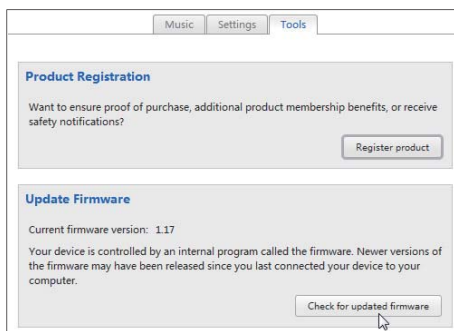 Music Settings Tools
Product Registration
Want to ensure proof of purchase, additional product membership benefits, or receive
safety notifications?
Register product
Update Firmware
Current firmware version: 1.17
Your device is controlled by an internal program called the firmware. Newer versions of
the firmware may have been released since you last connected your device to your
computer.
Check for updated firmware